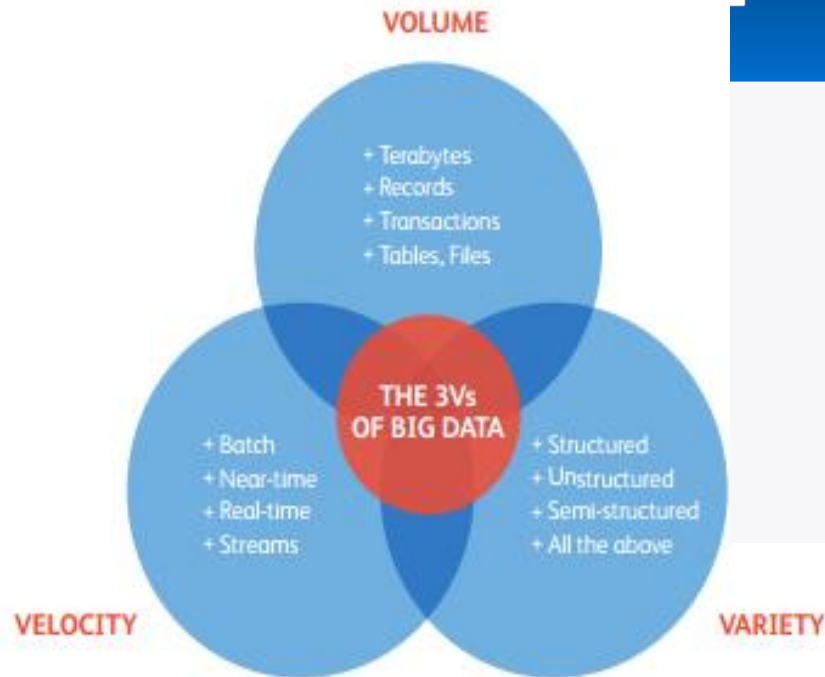 VOLUME
+ Terabytes
+ Records
+ Transactions
+ Tables, Files
THE 3Vs
OF BIG DATA
+ Batch
+ Near-time
+ Real-time
+ Streams
+ Structured
+ Unstructured
+ Semi-structured
+ All the above
VELOCITY
VARIETY